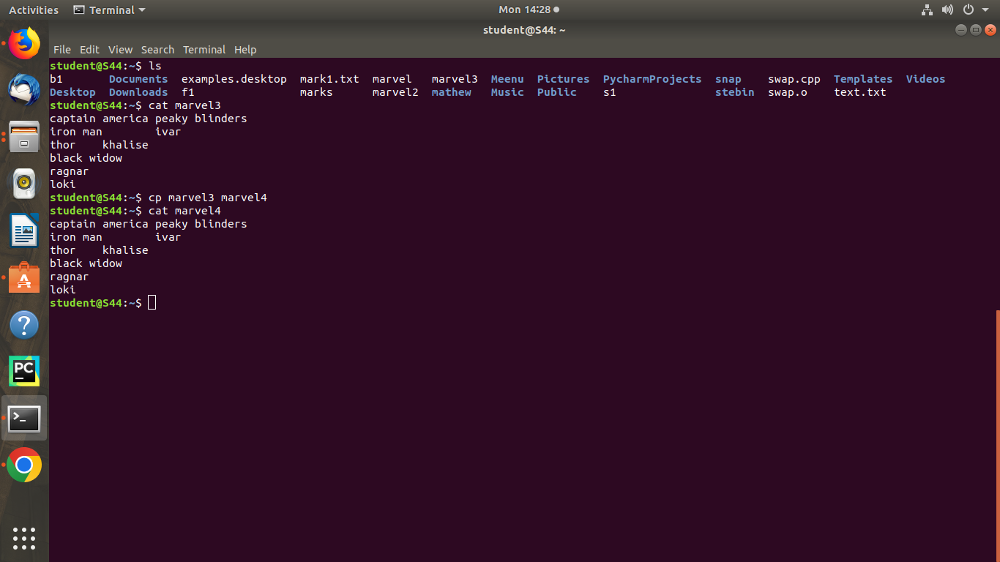 Activities Terminal Mon 14:28
student@S44: ~
File Edit View Search Terminal Help
student@S44:~$ ls
b1 Documents examples.desktop mark1.txt marvel marvel3 Meenu Pictures PycharmProjects snap swap.cpp Templates Videos
Desktop Downloads f1 marks marvel2 mathew Music Public s1 stebin swap.o text.txt
student@S44:~$ cat marvel3
captain america peaky blinders
iron man ivar
thor khalise
black widow
ragnar
loki
student@S44:~$ cp marvel3 marvel4
student@S44:~$ cat marvel4
captain america peaky blinders
iron man ivar
thor khalise
black widow
ragnar
loki
student@S44:~$
PC